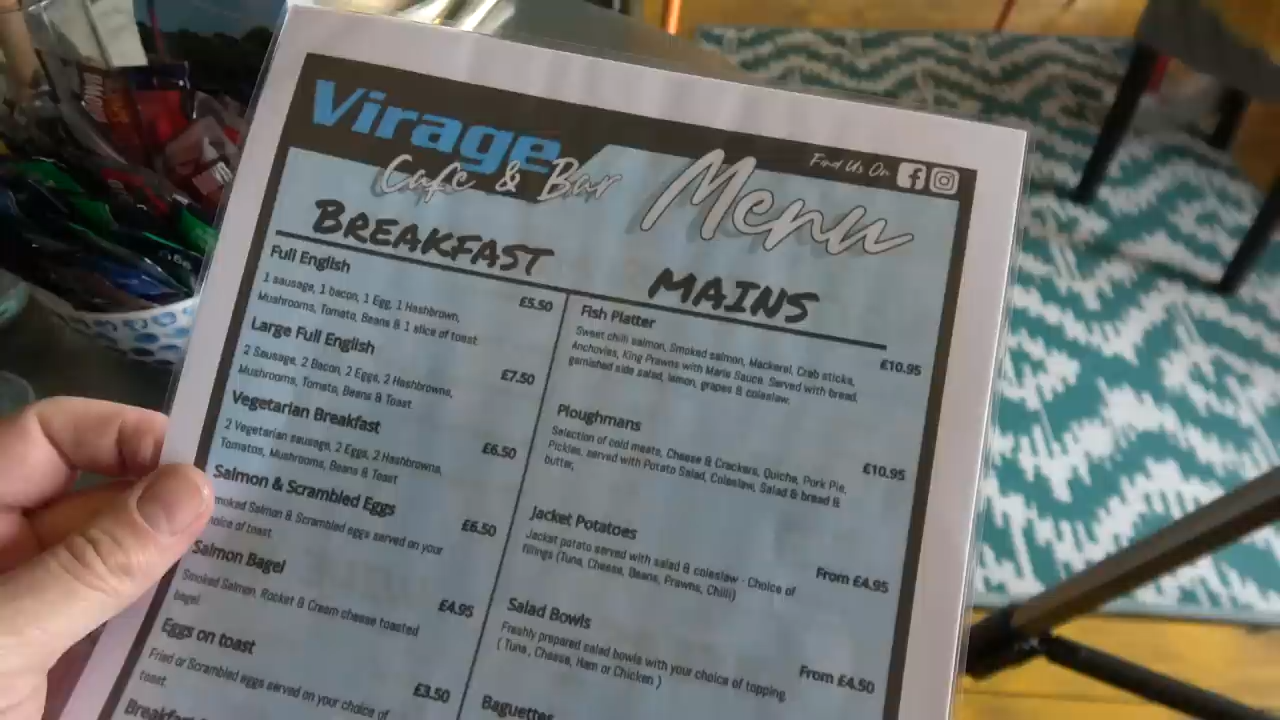 Virage
Cafe & Bar
Menu
Find Us On
BREAKFAST
Full English
£5.50
1 sausage, 1 bacon, 1 Egg, 1 Hashbrown,
Mushrooms, Tomato, Beans & 1 slice of toast
Large Full English
£7.50
2 Sausage, 2 Bacon, 2 Eggs, 2 Hashbrowns,
Mushrooms, Tomato, Beans & Toast
Vegetarian Breakfast
£6.50
2 Vegetarian sausage, 2 Eggs, 2 Hashbrowns,
Tomatos, Mushrooms, Beans & Toast
Salmon & Scrambled Eggs
£6.50
Smoked Salmon & Scrambled eggs served on your
choice of toast
Salmon Bagel
£4.95
Smoked Salmon, Rocket & Cream cheese toasted
bagel
Eggs on toast
£3.50
Fried or Scrambled eggs served on your choice of
toast
MAINS
Fish Platter
£10.95
Sweet chilli salmon, Smoked salmon, Mackeral, Crab sticks,
Anchovies, King Prawns with Marie Sauce. Served with bread,
garnished side salad, lemon, grapes & coleslaw.
Ploughmans
£10.95
Selection of cold meats, Cheese & Crackers, Quiche, Pork Pie,
Pickles, served with Potato Salad, Coleslaw, Salad & bread &
butter,
Jacket Potatoes
From £4.95
Jacket potato served with salad & coleslaw - Choice of
fillings (Tuna, Cheese, Beans, Prawns, Chilli)
Salad Bowls
From £4.50
Freshly prepared salad bowls with your choice of topping
( Tuna , Cheese, Ham or Chicken )
Baguettes